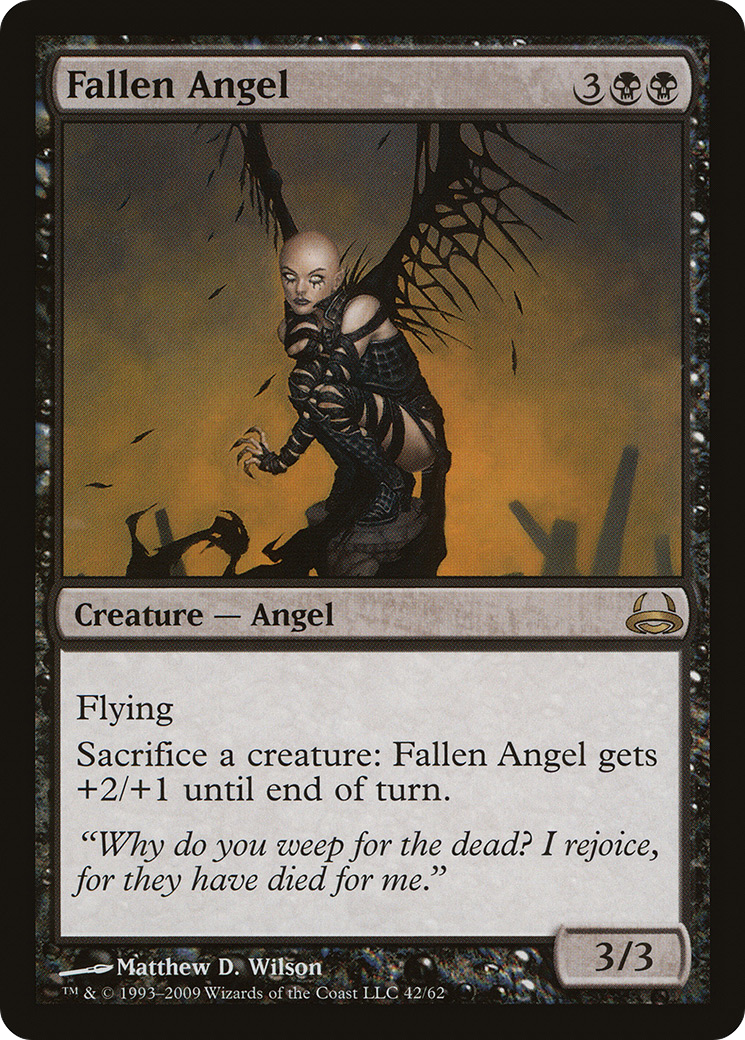 Fallen Angel 3
Creature — Angel
Flying
Sacrifice a creature: Fallen Angel gets
+2/+1 until end of turn.
“Why do you weep for the dead? I rejoice,
for they have died for me.”
3/3
Matthew D. Wilson
™ & © 1993–2009 Wizards of the Coast LLC 42/62